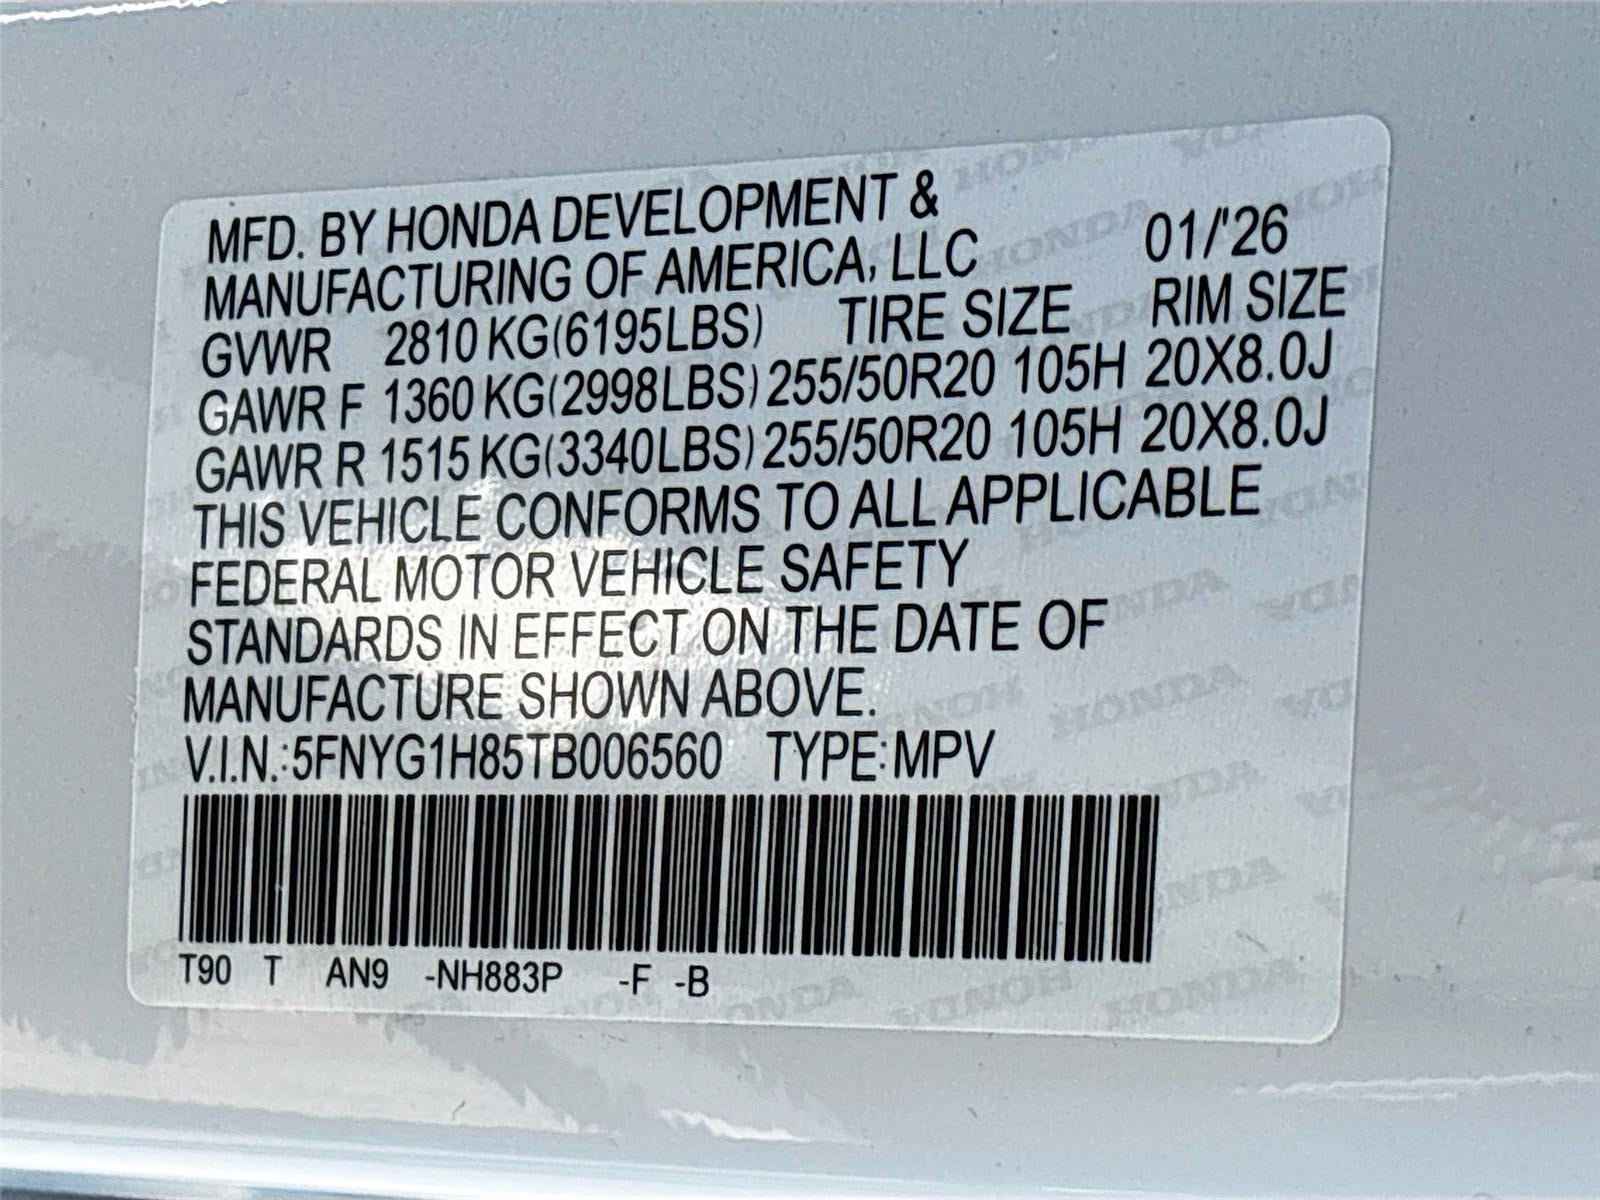 MFD. BY HONDA DEVELOPMENT &
MANUFACTURING OF AMERICA, LLC 01/'26
GVWR 2810 KG(6195LBS) TIRE SIZE RIM SIZE
GAWR F 1360 KG(2998LBS) 255/50R20 105H 20X8.0J
GAWR R 1515 KG(3340LBS) 255/50R20 105H 20X8.0J
THIS VEHICLE CONFORMS TO ALL APPLICABLE
FEDERAL MOTOR VEHICLE SAFETY
STANDARDS IN EFFECT ON THE DATE OF
MANUFACTURE SHOWN ABOVE.
V.I.N.:5FNYG1H85TB006560 TYPE:MPV
T90 T AN9 -NH883P -F -B